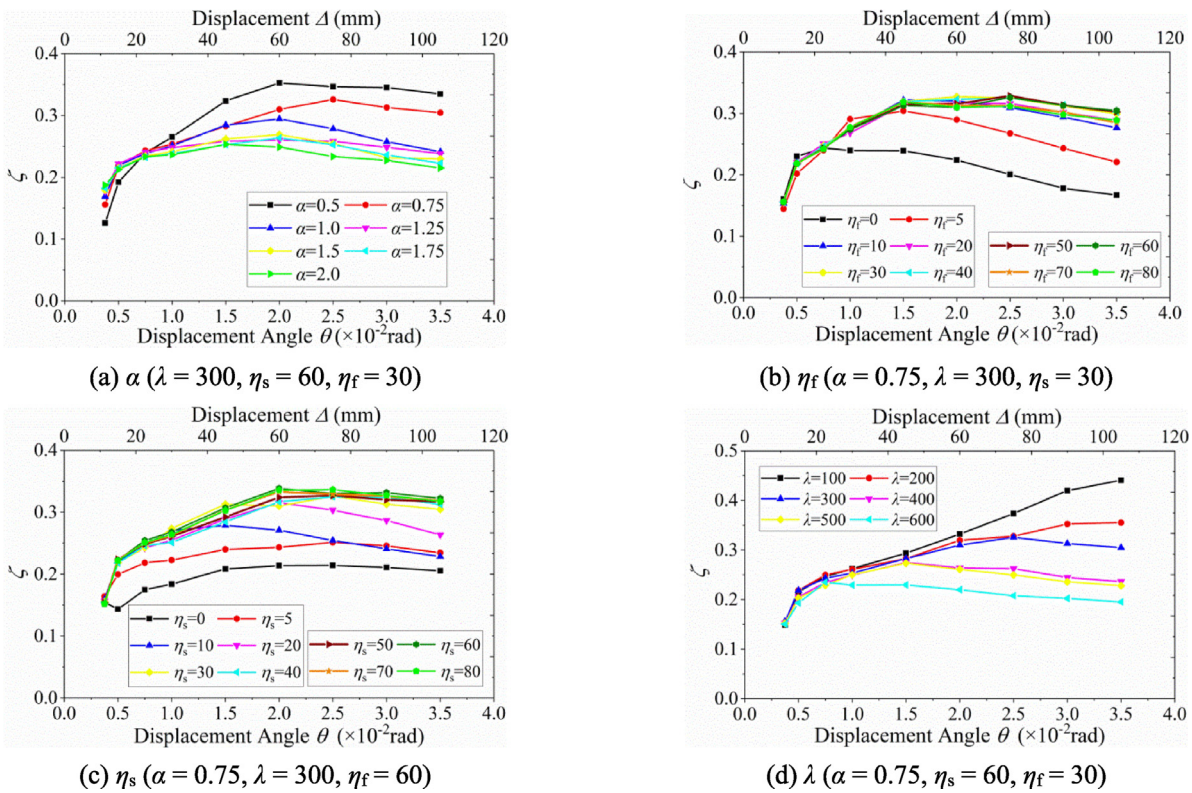 Displacement Δ (mm)
0 20 40 60 80 100 120
0.4
0.3
0.2
0.1
0.0
ζ
α=0.5 α=0.75
α=1.0 α=1.25
α=1.5 α=1.75
α=2.0
0.0 0.5 1.0 1.5 2.0 2.5 3.0 3.5 4.0
Displacement Angle θ (×10⁻²rad)
(a) α (λ = 300, ηs = 60, ηf = 30)
Displacement Δ (mm)
0 20 40 60 80 100 120
0.4
0.3
0.2
0.1
0.0
ζ
ηf=0 ηf=5
ηf=10 ηf=20
ηf=30 ηf=40
ηf=50 ηf=60
ηf=70 ηf=80
0.0 0.5 1.0 1.5 2.0 2.5 3.0 3.5 4.0
Displacement Angle θ (×10⁻²rad)
(b) ηf (α = 0.75, λ = 300, ηs = 30)
Displacement Δ (mm)
0 20 40 60 80 100 120
0.4
0.3
0.2
0.1
0.0
ζ
ηs=0 ηs=5
ηs=10 ηs=20
ηs=30 ηs=40
ηs=50 ηs=60
ηs=70 ηs=80
0.0 0.5 1.0 1.5 2.0 2.5 3.0 3.5 4.0
Displacement Angle θ (×10⁻²rad)
(c) ηs (α = 0.75, λ = 300, ηf = 60)
Displacement Δ (mm)
0 20 40 60 80 100 120
0.5
0.4
0.3
0.2
0.1
0.0
ζ
λ=100 λ=200
λ=300 λ=400
λ=500 λ=600
0.0 0.5 1.0 1.5 2.0 2.5 3.0 3.5 4.0
Displacement Angle θ (×10⁻²rad)
(d) λ (α = 0.75, ηs = 60, ηf = 30)